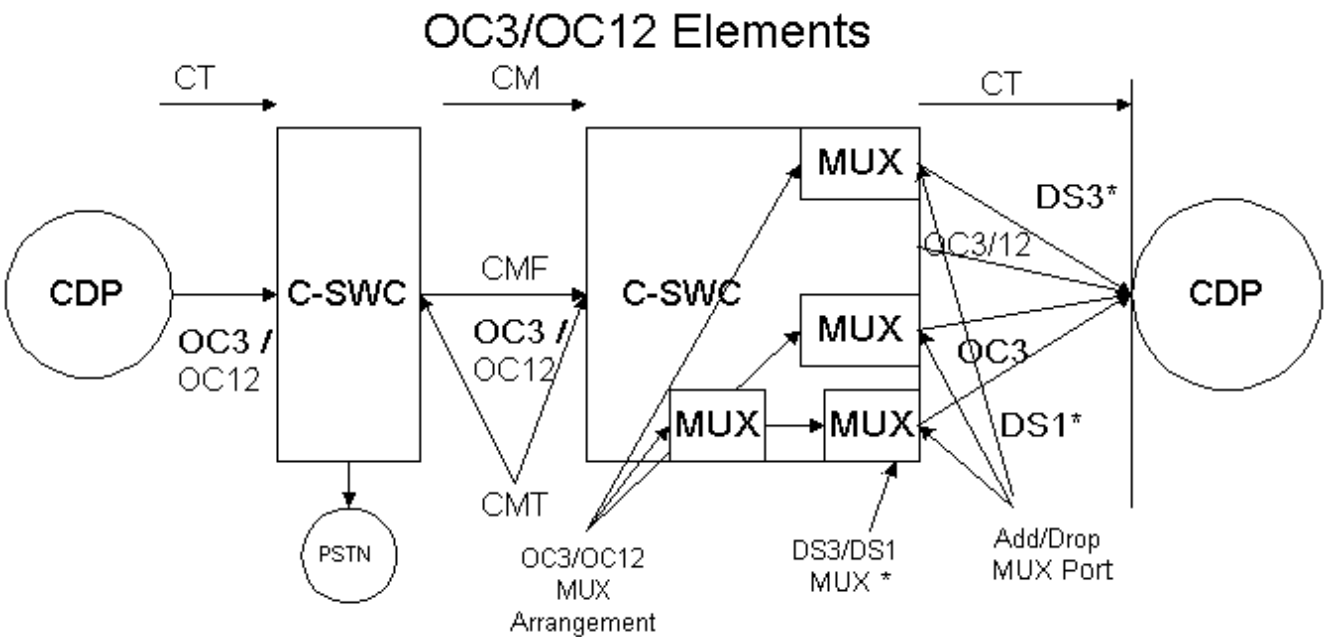 OC3/OC12 Elements
CT
CM
CT
MUX
DS3*
OC3/12
CMF
CDP
C-SWC
C-SWC
CDP
MUX
OC3 /
OC12
OC3 /
OC12
OC3
MUX
MUX
DS1*
CMT
PSTN
OC3/OC12
MUX
Arrangement
DS3/DS1
MUX *
Add/Drop
MUX Port